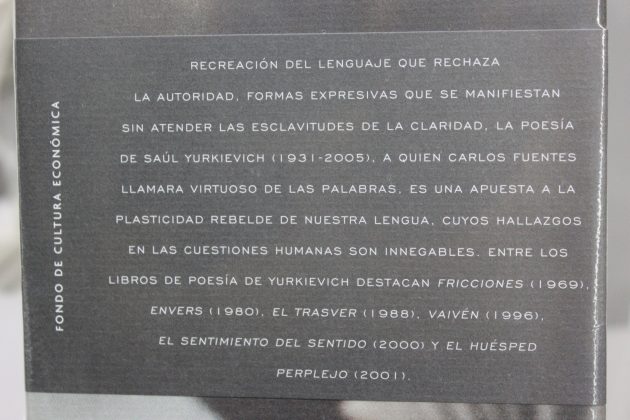 RECREACIÓN DEL LENGUAJE QUE RECHAZA
LA AUTORIDAD, FORMAS EXPRESIVAS QUE SE MANIFIESTAN
SIN ATENDER LAS ESCLAVITUDES DE LA CLARIDAD, LA POESÍA
DE SAÚL YURKIEVICH (1931-2005), A QUIEN CARLOS FUENTES
LLAMARA VIRTUOSO DE LAS PALABRAS, ES UNA APUESTA A LA
PLASTICIDAD REBELDE DE NUESTRA LENGUA, CUYOS HALLAZGOS
EN LAS CUESTIONES HUMANAS SON INNEGABLES. ENTRE LOS
LIBROS DE POESÍA DE YURKIEVICH DESTACAN FRICCIONES (1969),
ENVERS (1980), EL TRASVER (1988), VAIVÉN (1996),
EL SENTIMIENTO DEL SENTIDO (2000) Y EL HUÉSPED
PERPLEJO (2001).
FONDO DE CULTURA ECONÓMICA